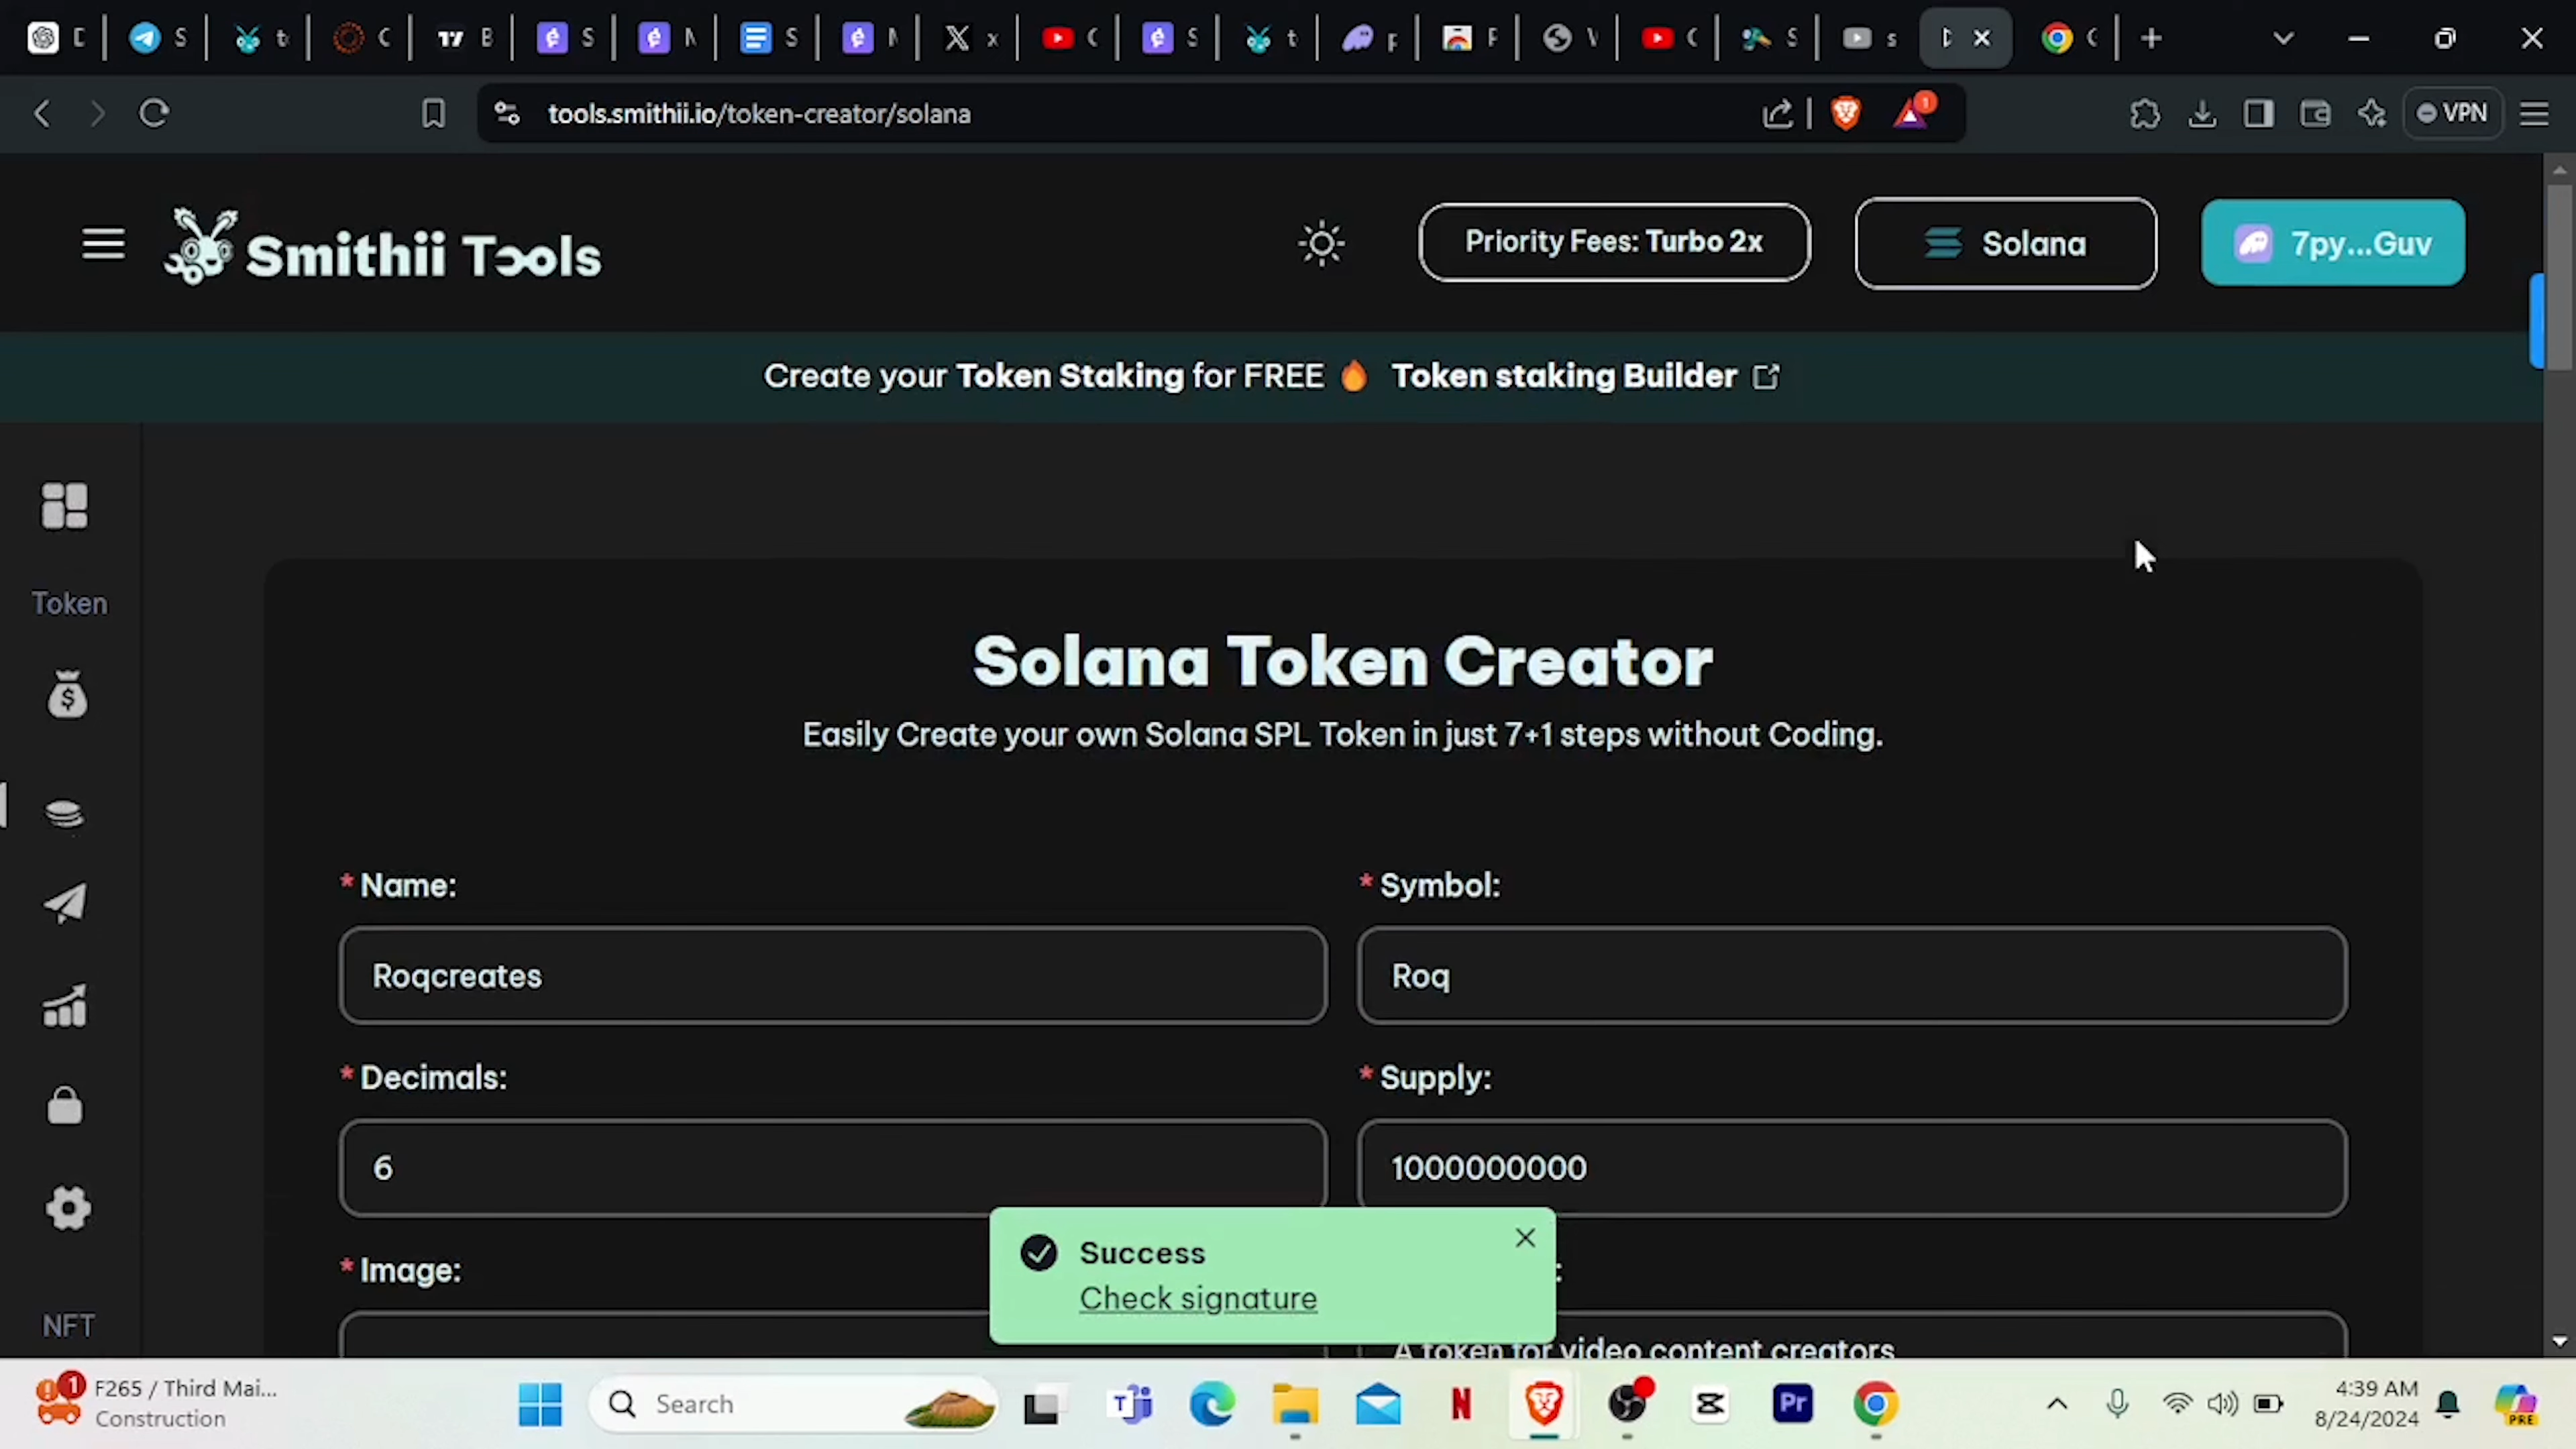 D
S
t
C
B
S
N
S
N
x
C
S
t
p
F
V
C
S
s
D
C
tools.smithii.io/token-creator/solana
1
VPN
Smithii Tools
Priority Fees: Turbo 2x
Solana
7py...Guv
Create your Token Staking for FREE 🔥 Token staking Builder
Token
Solana Token Creator
Easily Create your own Solana SPL Token in just 7+1 steps without Coding.
* Name:
* Symbol:
Roqcreates
Roq
* Decimals:
* Supply:
6
1000000000
* Image:
:
Success
Check signature
NFT
A token for video content creators
1
F265 / Third Mai...
Construction
Search
4:39 AM
8/24/2024
PRE